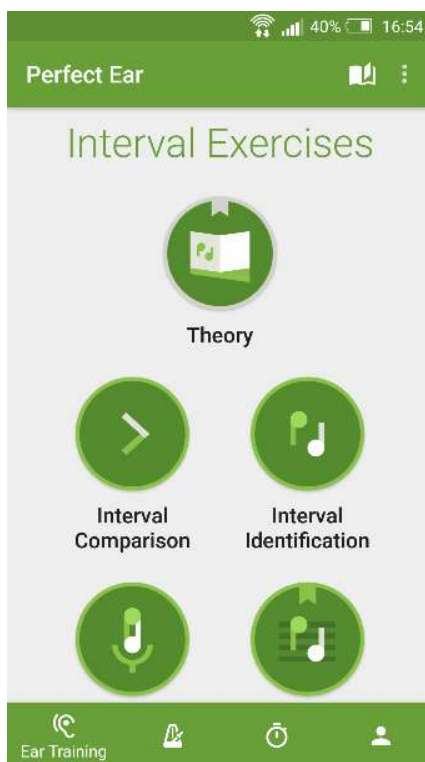 40% 16:54
Perfect Ear
Interval Exercises
Theory
Interval
Comparison
Interval
Identification
Ear Training